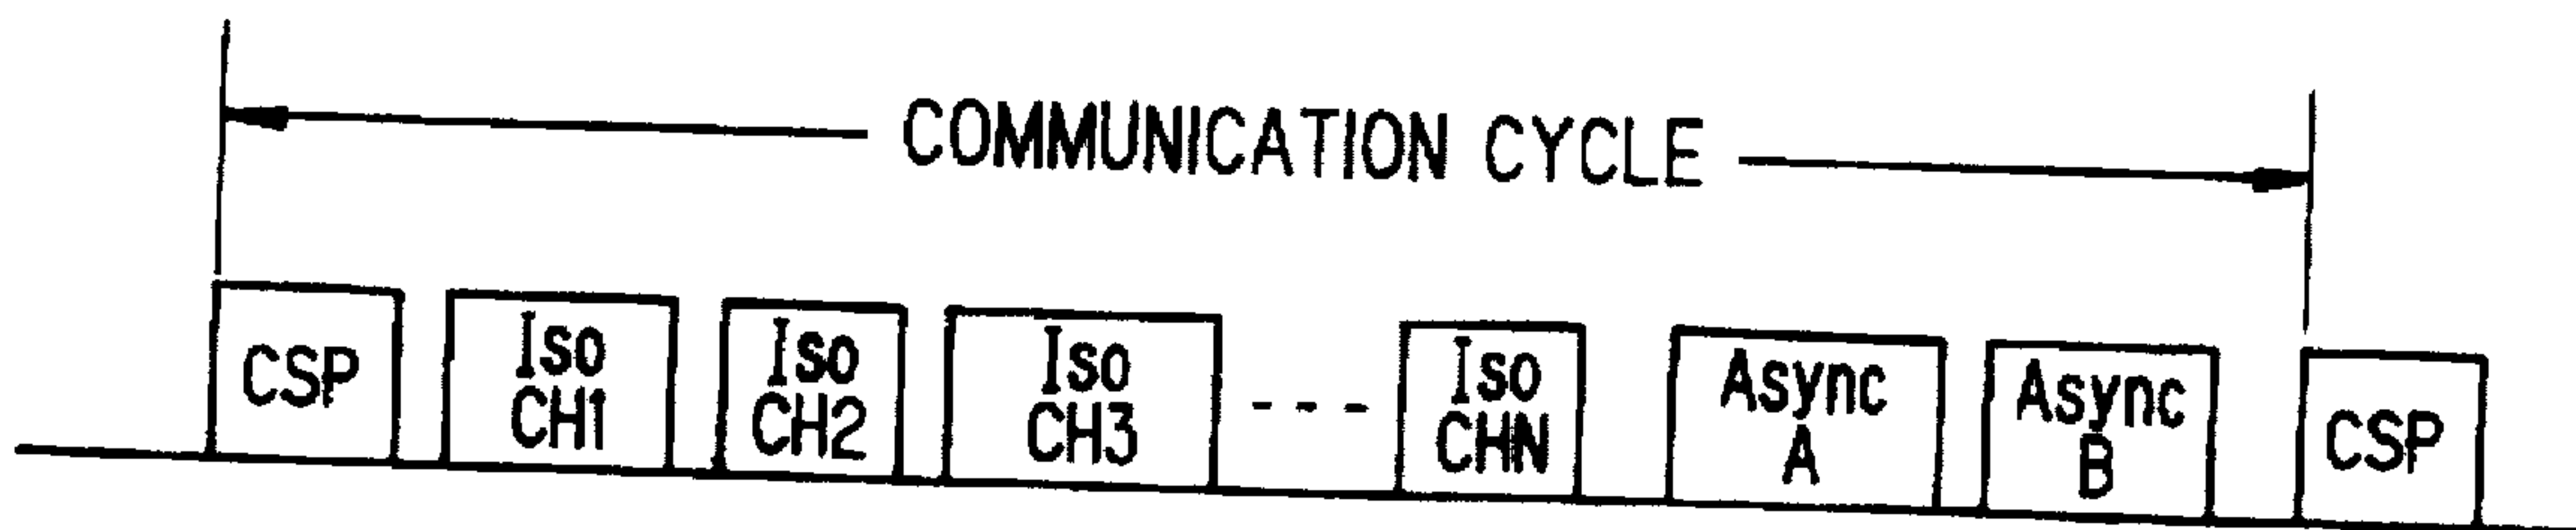 COMMUNICATION CYCLE
CSP
Iso
CH1
Iso
CH2
Iso
CH3
- - -
Iso
CHN
Async
A
Async
B
CSP